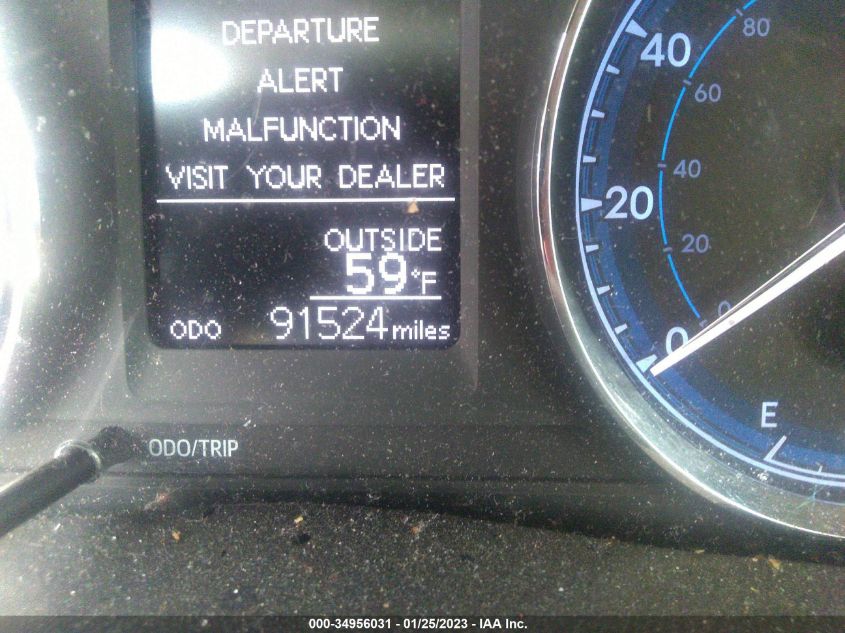 DEPARTURE
ALERT
MALFUNCTION
VISIT YOUR DEALER
OUTSIDE
59°F
ODO 91524 miles
ODO/TRIP
40
20
0
80
60
40
20
0
E
000-34956031 - 01/25/2023 - IAA Inc.